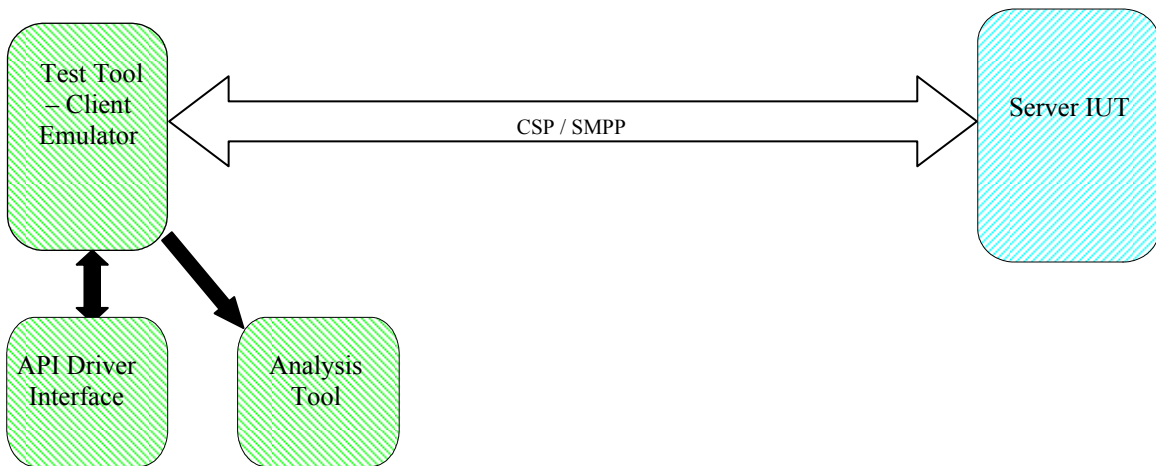 Test Tool
– Client
Emulator
CSP / SMPP
Server IUT
API Driver
Interface
Analysis
Tool